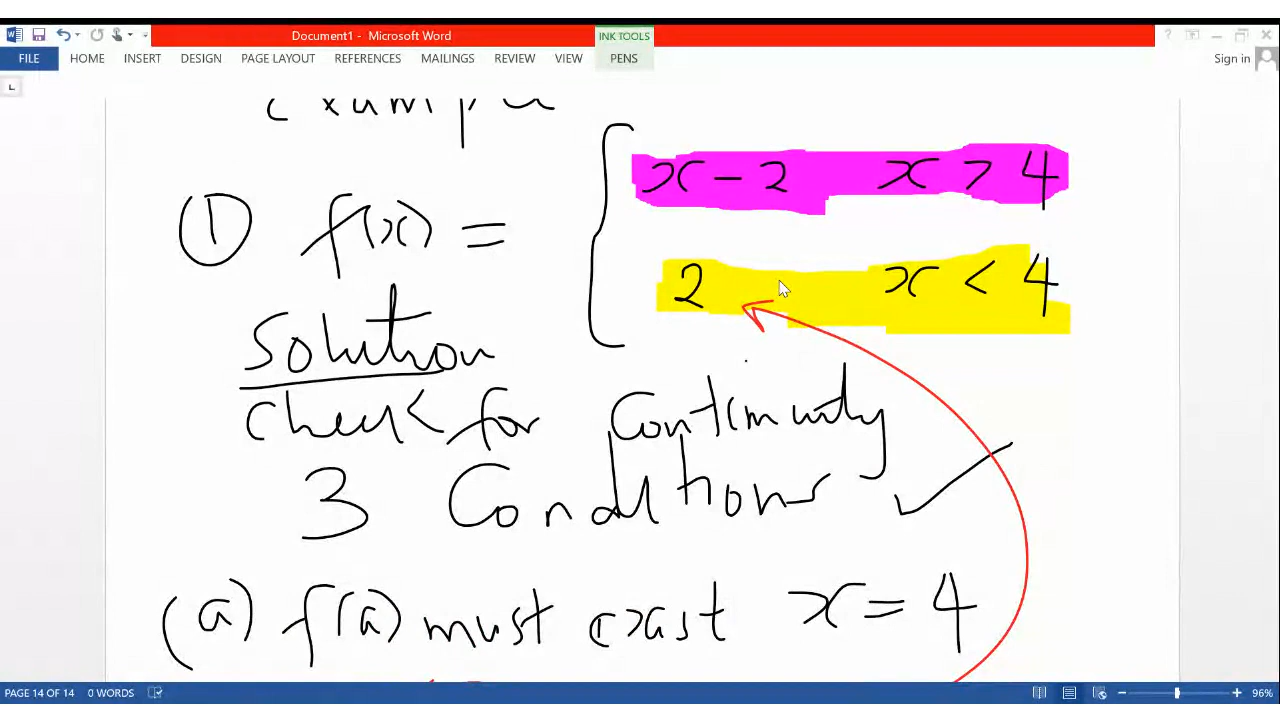 Document1 - Microsoft Word
INK TOOLS
FILE HOME INSERT DESIGN PAGE LAYOUT REFERENCES MAILINGS REVIEW VIEW PENS
Sign in
example
x - 2 x > 4
① f(x) =
2 x < 4
Solution
Check for Continuity
3 Conditions ✓
(a) f(a) must exist x = 4
PAGE 14 OF 14 0 WORDS
96%